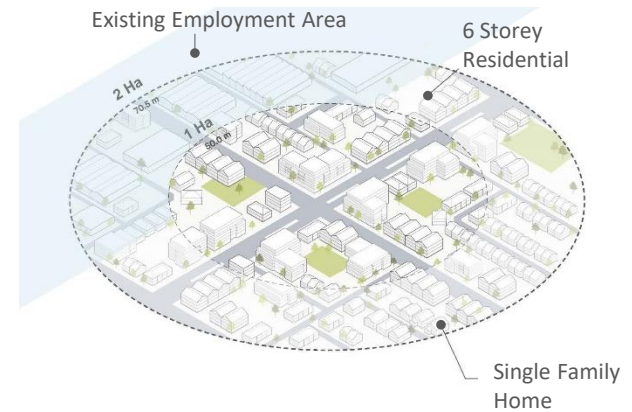 Existing Employment Area
6 Storey
Residential
2 Ha
70.5 m
1 Ha
50.0 m
Single Family
Home